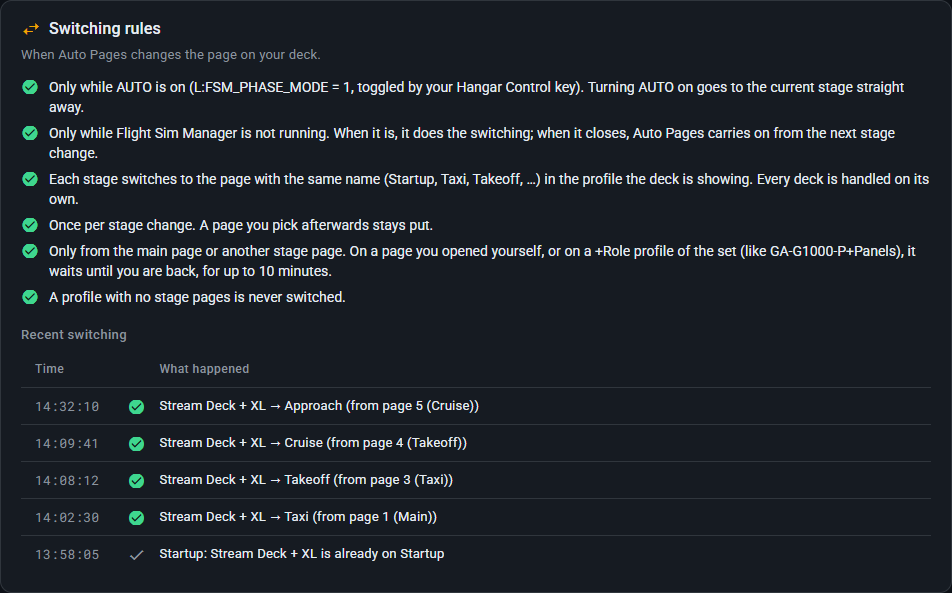 Switching rules
When Auto Pages changes the page on your deck.
Only while AUTO is on (L:FSM_PHASE_MODE = 1, toggled by your Hangar Control key). Turning AUTO on goes to the current stage straight
away.
Only while Flight Sim Manager is not running. When it is, it does the switching; when it closes, Auto Pages carries on from the next stage
change.
Each stage switches to the page with the same name (Startup, Taxi, Takeoff, …) in the profile the deck is showing. Every deck is handled on its
own.
Once per stage change. A page you pick afterwards stays put.
Only from the main page or another stage page. On a page you opened yourself, or on a +Role profile of the set (like GA-G1000-P+Panels), it
waits until you are back, for up to 10 minutes.
A profile with no stage pages is never switched.
Recent switching
Time What happened
14:32:10 Stream Deck + XL → Approach (from page 5 (Cruise))
14:09:41 Stream Deck + XL → Cruise (from page 4 (Takeoff))
14:08:12 Stream Deck + XL → Takeoff (from page 3 (Taxi))
14:02:30 Stream Deck + XL → Taxi (from page 1 (Main))
13:58:05 Startup: Stream Deck + XL is already on Startup